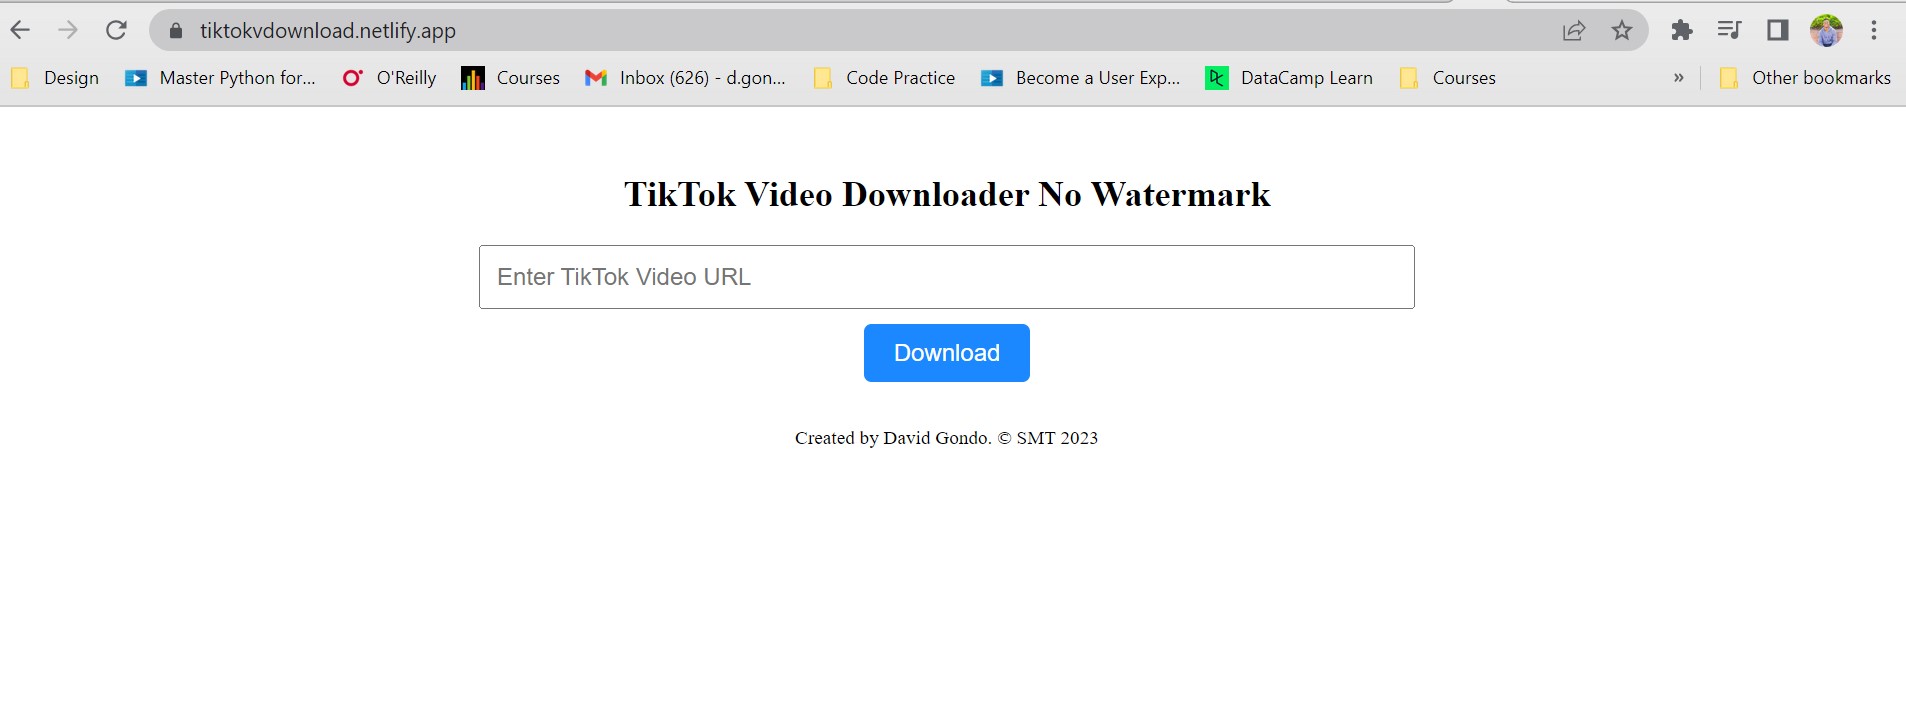 tiktokvdownload.netlify.app
Design Master Python for... O'Reilly Courses Inbox (626) - d.gon... Code Practice Become a User Exp... DataCamp Learn Courses » Other bookmarks
TikTok Video Downloader No Watermark
Enter TikTok Video URL
Download
Created by David Gondo. © SMT 2023